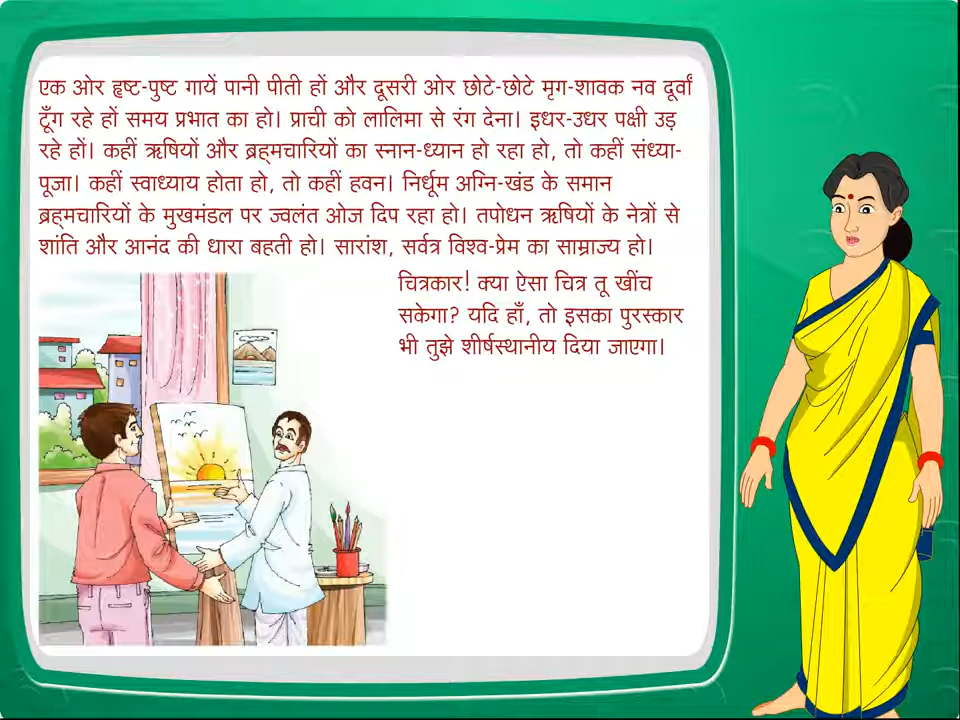 एक ओर हृष्ट-पुष्ट गायें पानी पीती हों और दूसरी ओर छोटे-छोटे मृग-शावक नव दूर्वां
टूँग रहे हों समय प्रभात का हो। प्राची को लालिमा से रंग देना। इधर-उधर पक्षी उड़
रहे हों। कहीं ऋषियों और ब्रह्मचारियों का स्नान-ध्यान हो रहा हो, तो कहीं संध्या-
पूजा। कहीं स्वाध्याय होता हो, तो कहीं हवन। निर्धूम अग्नि-खंड के समान
ब्रह्मचारियों के मुखमंडल पर ज्वलंत ओज दिप रहा हो। तपोधन ऋषियों के नेत्रों से
शांति और आनंद की धारा बहती हो। सारांश, सर्वत्र विश्व-प्रेम का साम्राज्य हो।
चित्रकार! क्या ऐसा चित्र तू खींच
सकेगा? यदि हाँ, तो इसका पुरस्कार
भी तुझे शीर्षस्थानीय दिया जाएगा।